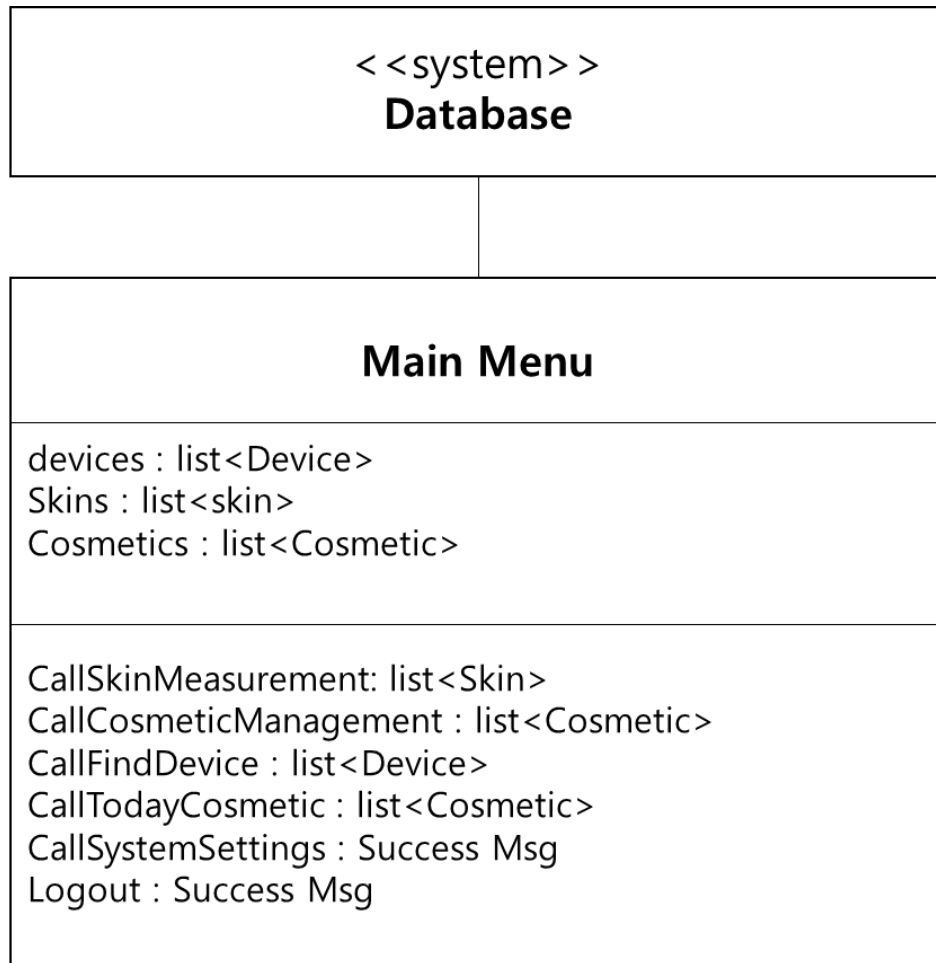 <<system>>
Database
Main Menu
devices : list<Device>
Skins : list<skin>
Cosmetics : list<Cosmetic>
CallSkinMeasurement: list<Skin>
CallCosmeticManagement : list<Cosmetic>
CallFindDevice : list<Device>
CallTodayCosmetic : list<Cosmetic>
CallSystemSettings : Success Msg
Logout : Success Msg